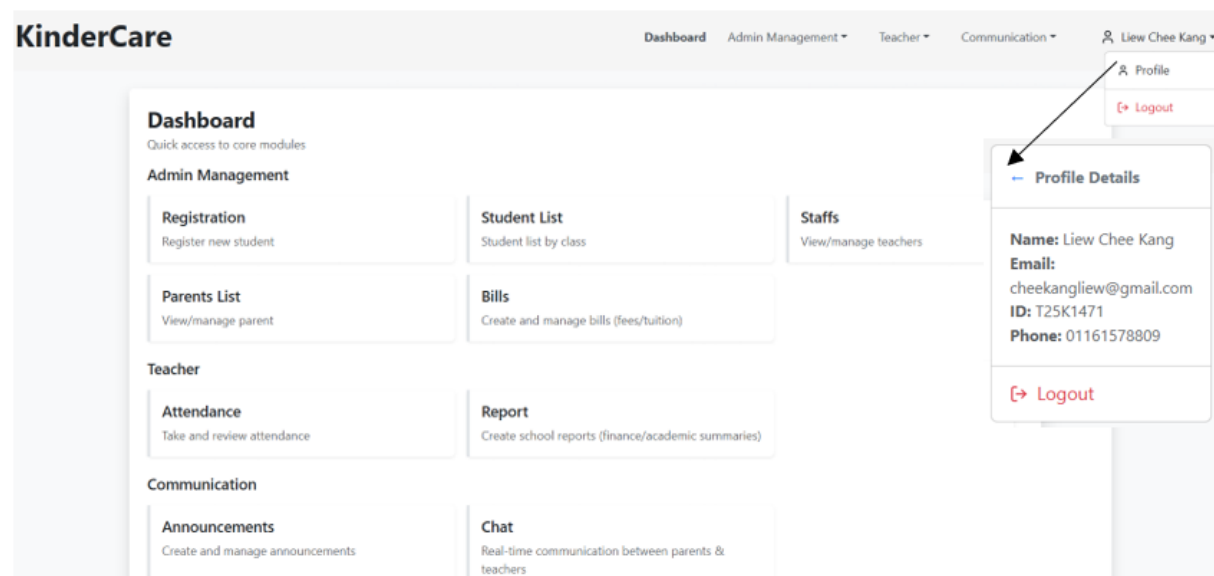 KinderCare
Dashboard Admin Management Teacher Communication Liew Chee Kang
Profile
Logout
Dashboard
Quick access to core modules
Admin Management
Registration
Register new student
Student List
Student list by class
Staffs
View/manage teachers
Parents List
View/manage parent
Bills
Create and manage bills (fees/tuition)
Teacher
Attendance
Take and review attendance
Report
Create school reports (finance/academic summaries)
Communication
Announcements
Create and manage announcements
Chat
Real-time communication between parents &
teachers
← Profile Details
Name: Liew Chee Kang
Email:
cheekangliew@gmail.com
ID: T25K1471
Phone: 01161578809
Logout